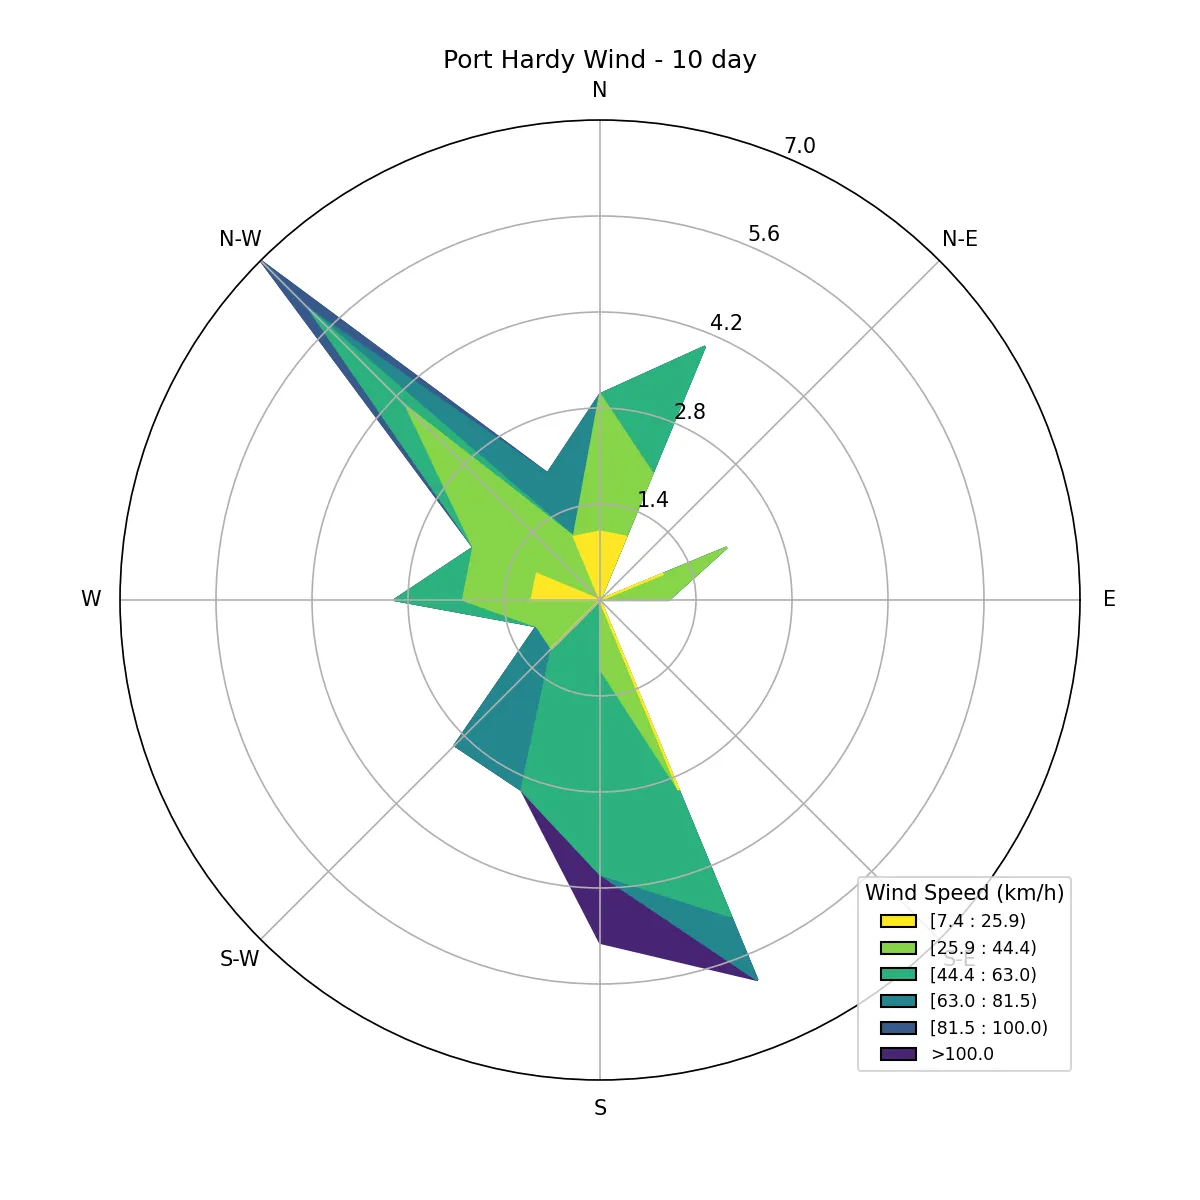 Port Hardy Wind - 10 day
N
7.0
5.6
N-W
N-E
4.2
2.8
1.4
W
E
Wind Speed (km/h)
[7.4 : 25.9)
[25.9 : 44.4)
S-W
S-E
[44.4 : 63.0)
[63.0 : 81.5)
[81.5 : 100.0)
>100.0
S